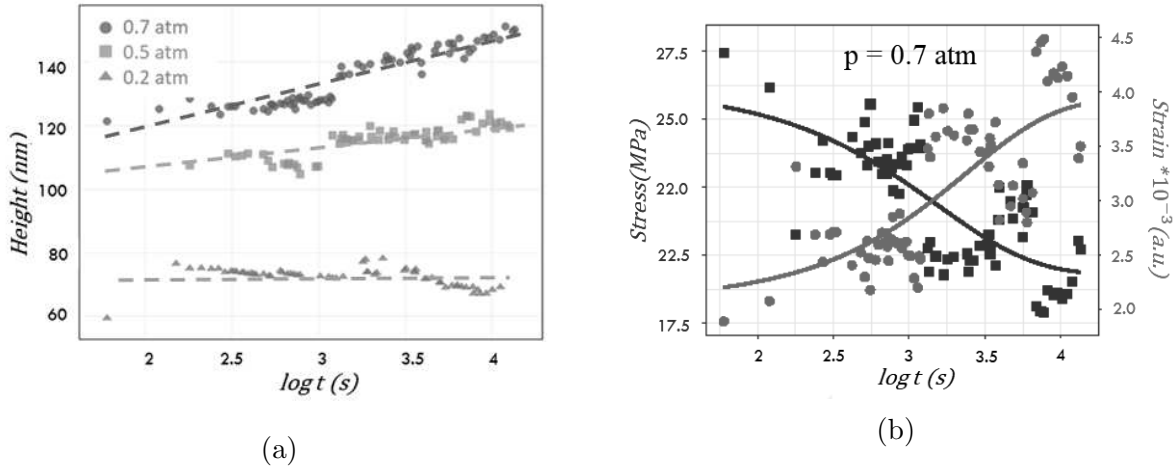 0.7 atm
0.5 atm
0.2 atm
Height (nm)
140
120
100
80
60
2
2.5
3
3.5
4
log t (s)
(a)
p = 0.7 atm
Stress(MPa)
27.5
25.0
22.0
22.5
17.5
4.5
4.0
3.5
3.0
2.5
2.0
Strain *10⁻³ (a.u.)
2
2.5
3.0
3.5
4
log t (s)
(b)